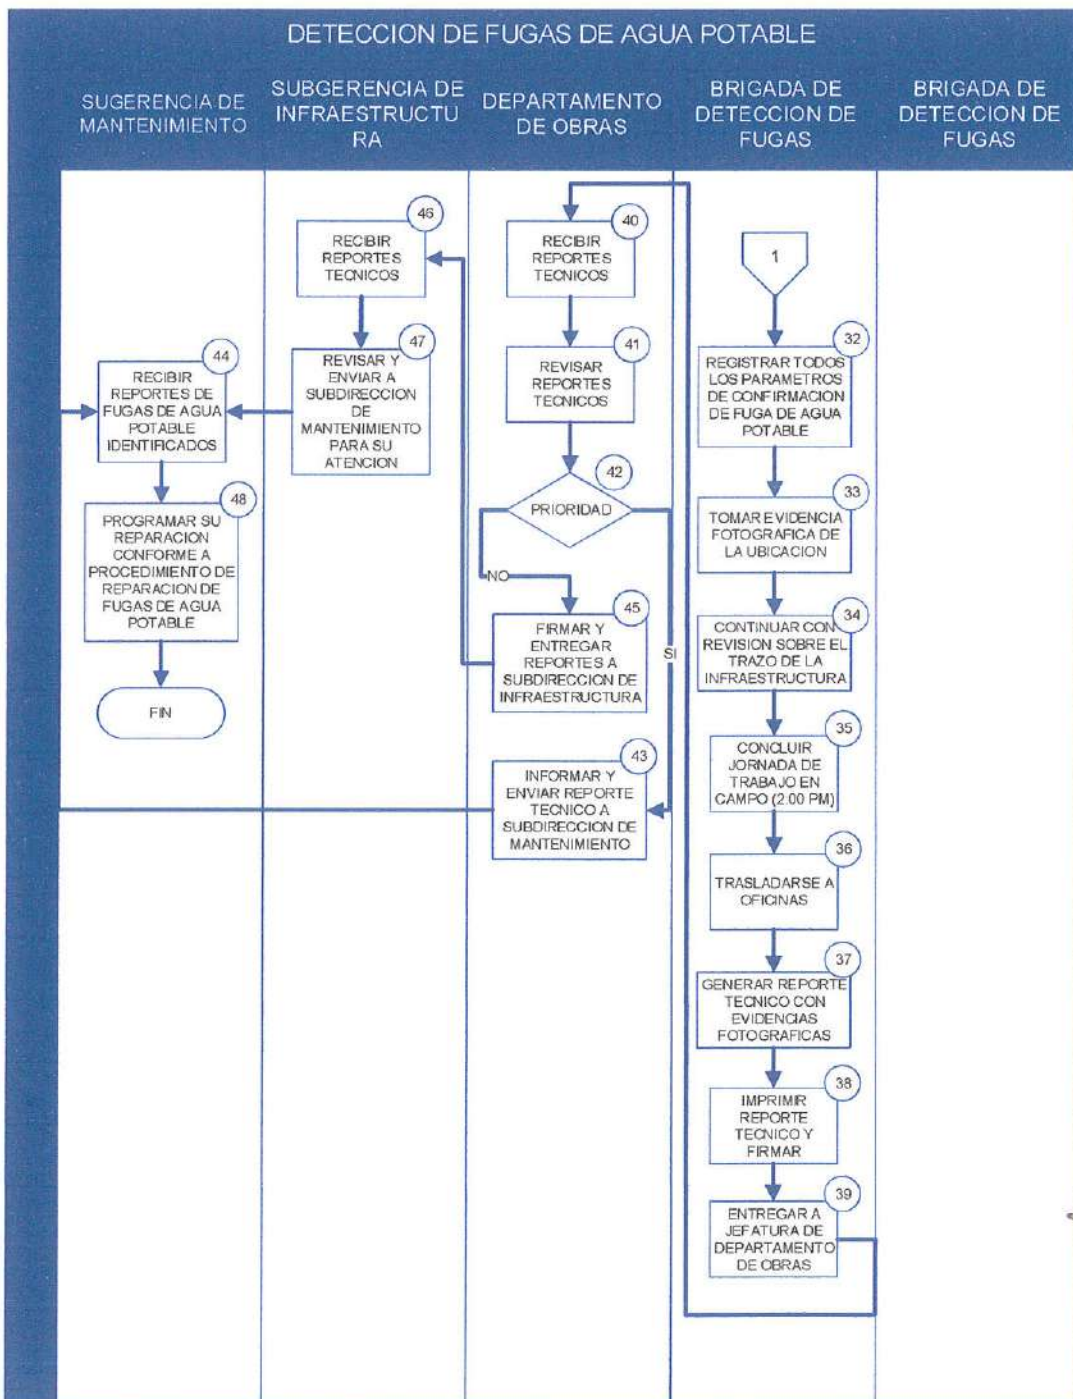 DETECCION DE FUGAS DE AGUA POTABLE
SUGERENCIA DE
MANTENIMIENTO
SUBGERENCIA DE
INFRAESTRUCTU
RA
DEPARTAMENTO
DE OBRAS
BRIGADA DE
DETECCION DE
FUGAS
BRIGADA DE
DETECCION DE
FUGAS
44
RECIBIR
REPORTES DE
FUGAS DE AGUA
POTABLE
IDENTIFICADOS
48
PROGRAMAR SU
REPARACION
CONFORME A
PROCEDIMIENTO DE
REPARACION DE
FUGAS DE AGUA
POTABLE
FIN
46
RECIBIR
REPORTES
TECNICOS
47
REVISAR Y
ENVIAR A
SUBDIRECCION
DE
MANTENIMIENTO
PARA SU
ATENCION
40
RECIBIR
REPORTES
TECNICOS
41
REVISAR
REPORTES
TECNICOS
42
PRIORIDAD
NO
SI
45
FIRMAR Y
ENTREGAR
REPORTES A
SUBDIRECCION DE
INFRAESTRUCTURA
43
INFORMAR Y
ENVIAR REPORTE
TECNICO A
SUBDIRECCION DE
MANTENIMIENTO
1
32
REGISTRAR TODOS
LOS PARAMETROS
DE CONFIRMACION
DE FUGA DE AGUA
POTABLE
33
TOMAR EVIDENCIA
FOTOGRAFICA DE
LA UBICACION
34
CONTINUAR CON
REVISION SOBRE EL
TRAZO DE LA
INFRAESTRUCTURA
35
CONCLUIR
JORNADA DE
TRABAJO EN
CAMPO (2:00 PM)
36
TRASLADARSE A
OFICINAS
37
GENERAR REPORTE
TECNICO CON
EVIDENCIAS
FOTOGRAFICAS
38
IMPRIMIR
REPORTE
TECNICO Y
FIRMAR
39
ENTREGAR A
JEFATURA DE
DEPARTAMENTO
DE OBRAS